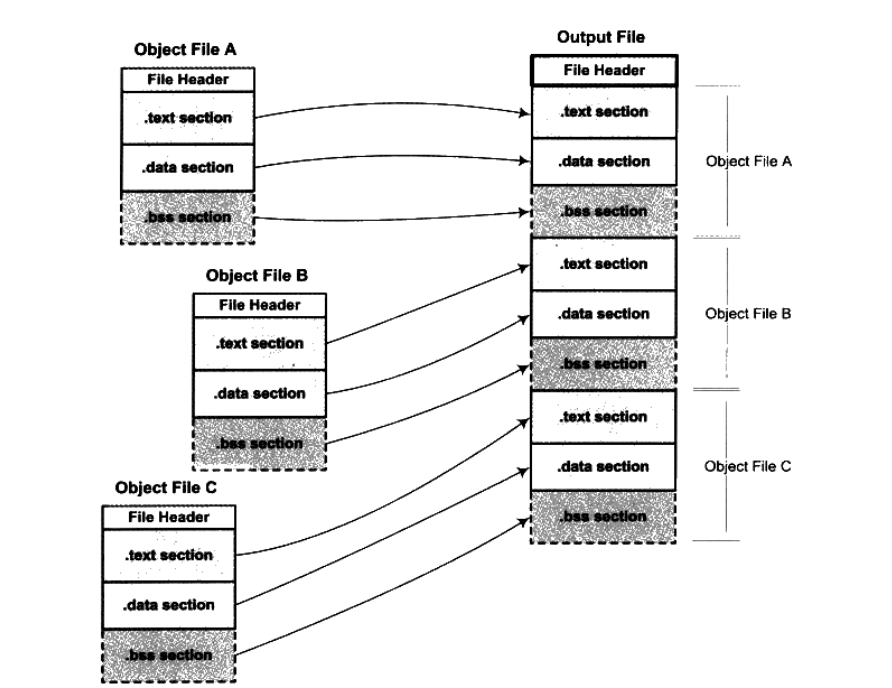 Object File A
File Header
.text section
.data section
.bss section
Object File B
File Header
.text section
.data section
.bss section
Object File C
File Header
.text section
.data section
.bss section
Output File
File Header
.text section
.data section
.bss section
.text section
.data section
.bss section
.text section
.data section
.bss section
Object File A
Object File B
Object File C